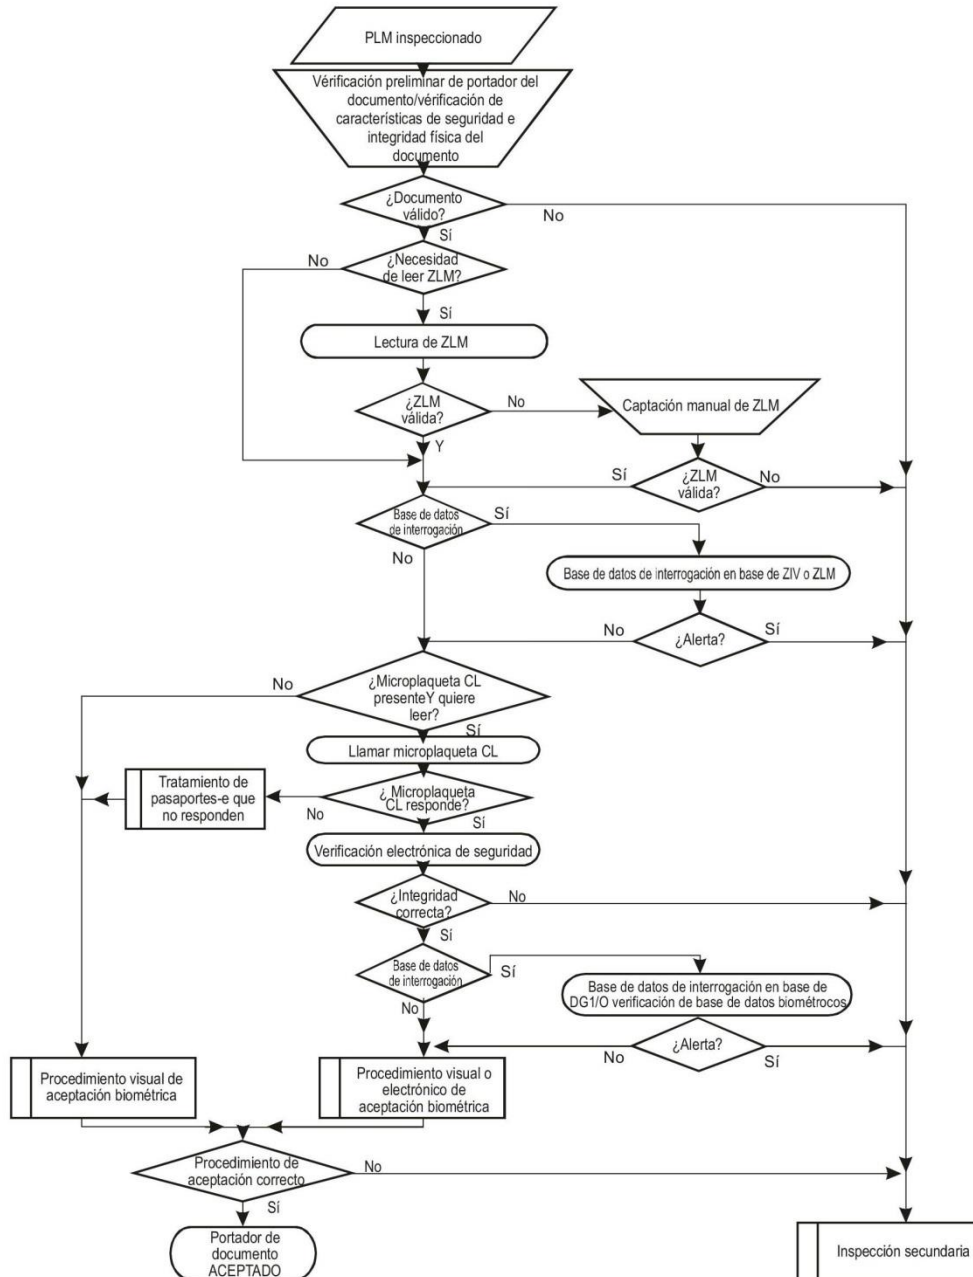 PLM inspeccionado
Vérificación preliminar de portador del
documento/vérificación de
características de seguridad e
integridad física del
documento
¿Documento
válido?
No
Sí
No
¿Necesidad
de leer ZLM?
Sí
Lectura de ZLM
¿ZLM
válida?
No
Captación manual de ZLM
Y
Sí
¿ZLM
válida?
No
Base de datos
de interrogación
Sí
No
Base de datos de interrogación en base de ZIV o ZLM
No
¿Alerta?
Sí
No
¿Microplaqueta CL
presenteY quiere
leer?
Sí
Llamar microplaqueta CL
Tratamiento de
pasaportes-e que
no responden
No
¿ Microplaqueta
CL responde?
Sí
Verificación electrónica de seguridad
¿Integridad
correcta?
No
Sí
Base de datos
de interrogación
Sí
No
Base de datos de interrogación en base de
DG1/O verificación de base de datos biométrocos
No
¿Alerta?
Sí
Procedimiento visual de
aceptación biométrica
Procedimiento visual o
electrónico de
aceptación biométrica
Procedimiento de
aceptación correcto
No
Sí
Portador de
documento
ACEPTADO
Inspección secundaria